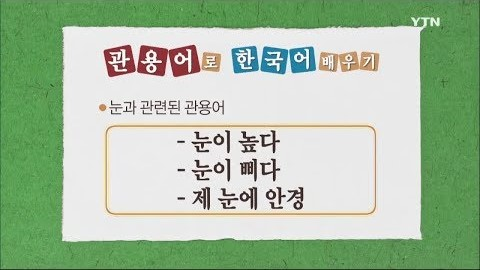 YTN
관용어로 한국어 배우기
●눈과 관련된 관용어
- 눈이 높다
- 눈이 삐다
- 제 눈에 안경